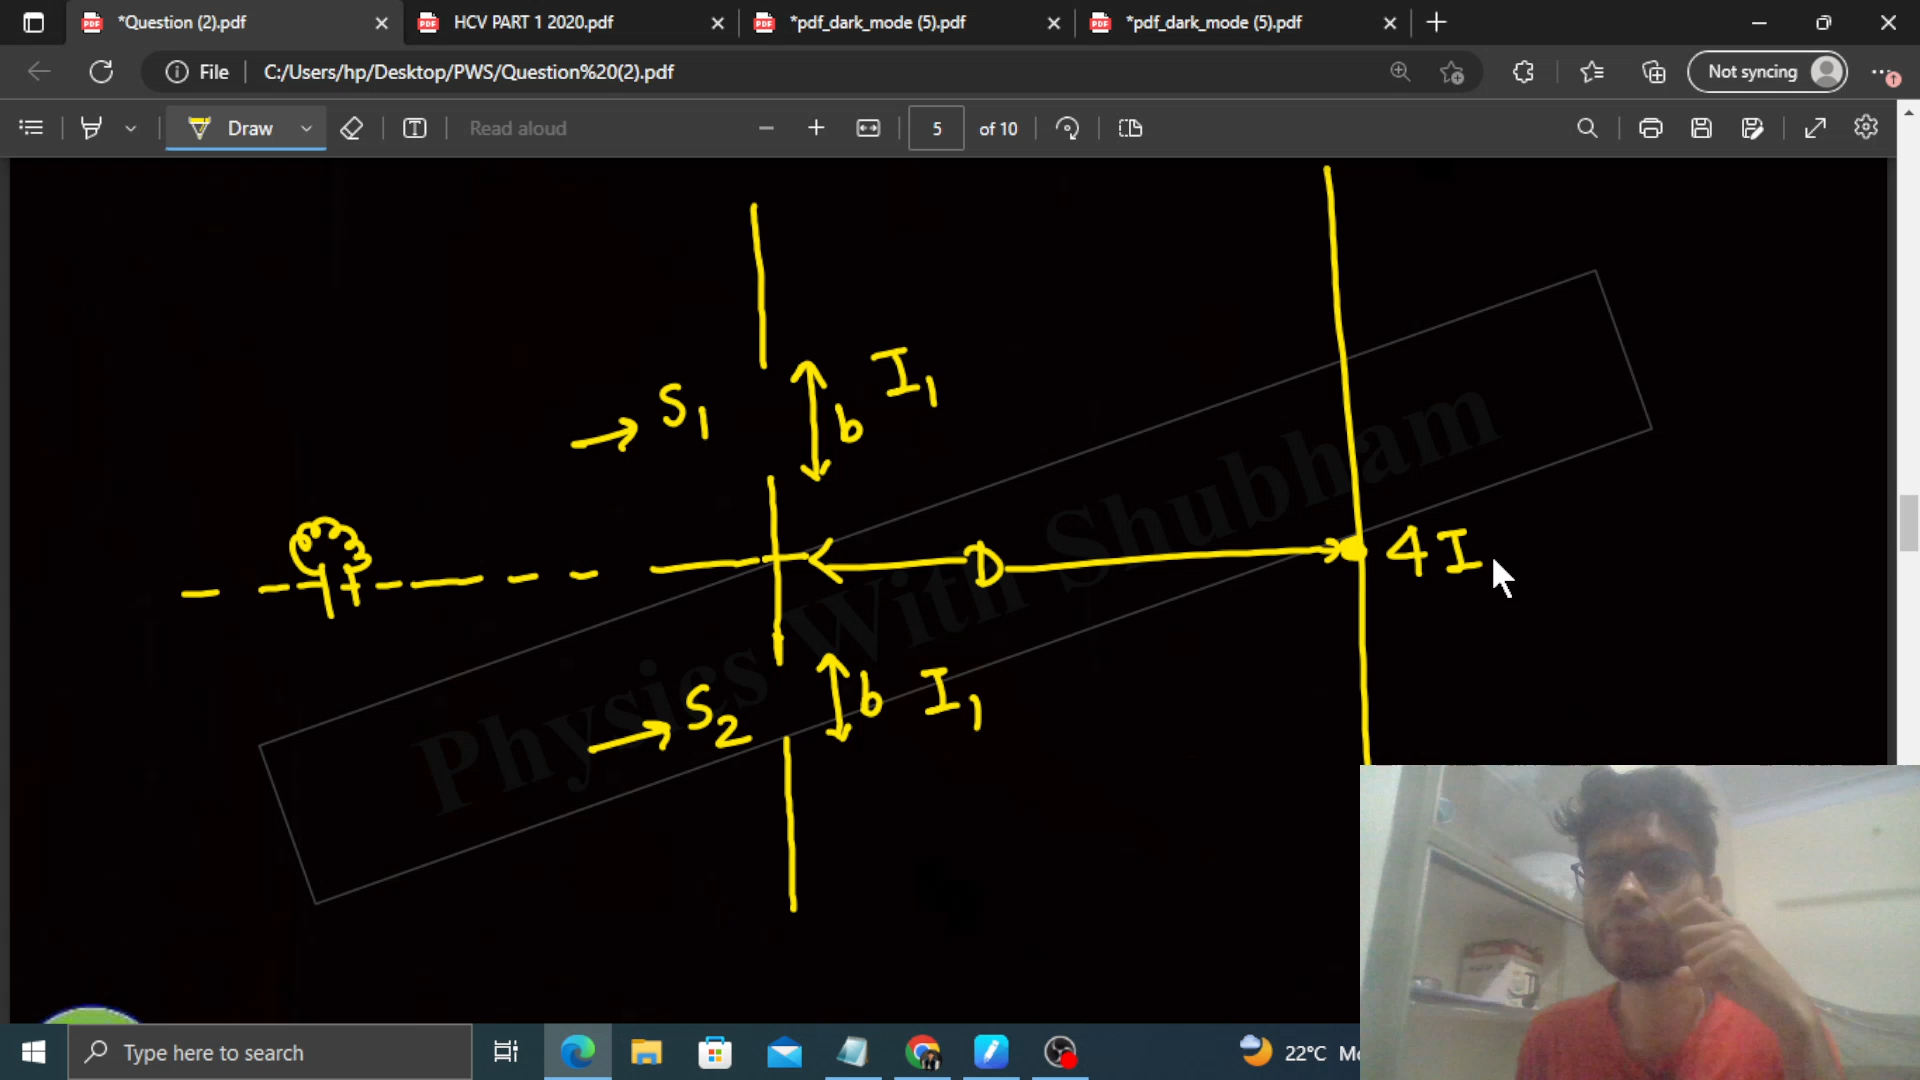 *Question (2).pdf
HCV PART 1 2020.pdf
*pdf_dark_mode (5).pdf
*pdf_dark_mode (5).pdf
File
C:/Users/hp/Desktop/PWS/Question%20(2).pdf
Not syncing
Draw
Read aloud
5
of 10
I1
S1
b
D
4I
S2
b
I1
Physics With Shubham
Type here to search
22°C